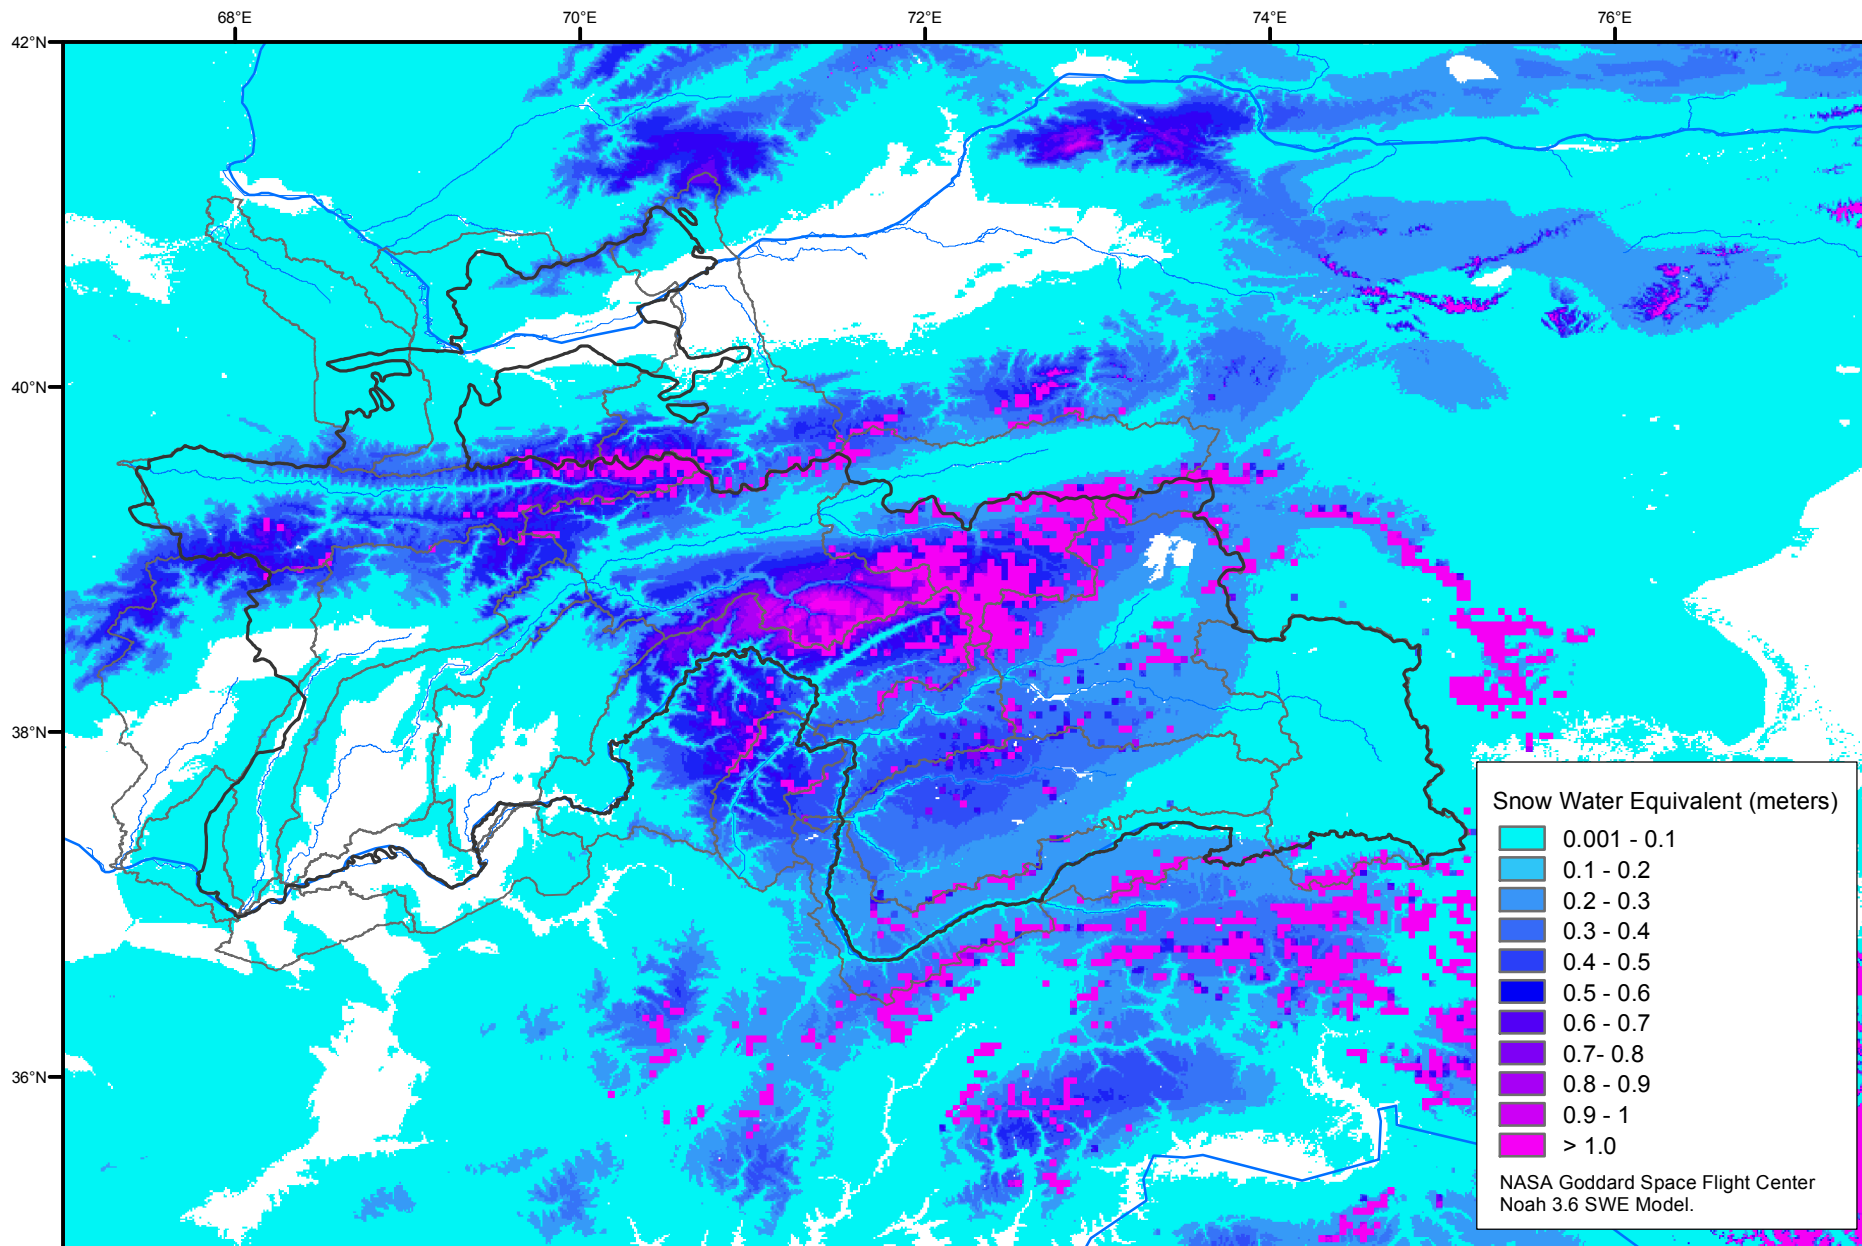 68°E
70°E
72°E
74°E
76°E
42°N
40°N
38°N
36°N
Snow Water Equivalent (meters)
0.001 - 0.1
0.1 - 0.2
0.2 - 0.3
0.3 - 0.4
0.4 - 0.5
0.5 - 0.6
0.6 - 0.7
0.7- 0.8
0.8 - 0.9
0.9 - 1
> 1.0
NASA Goddard Space Flight Center
Noah 3.6 SWE Model.